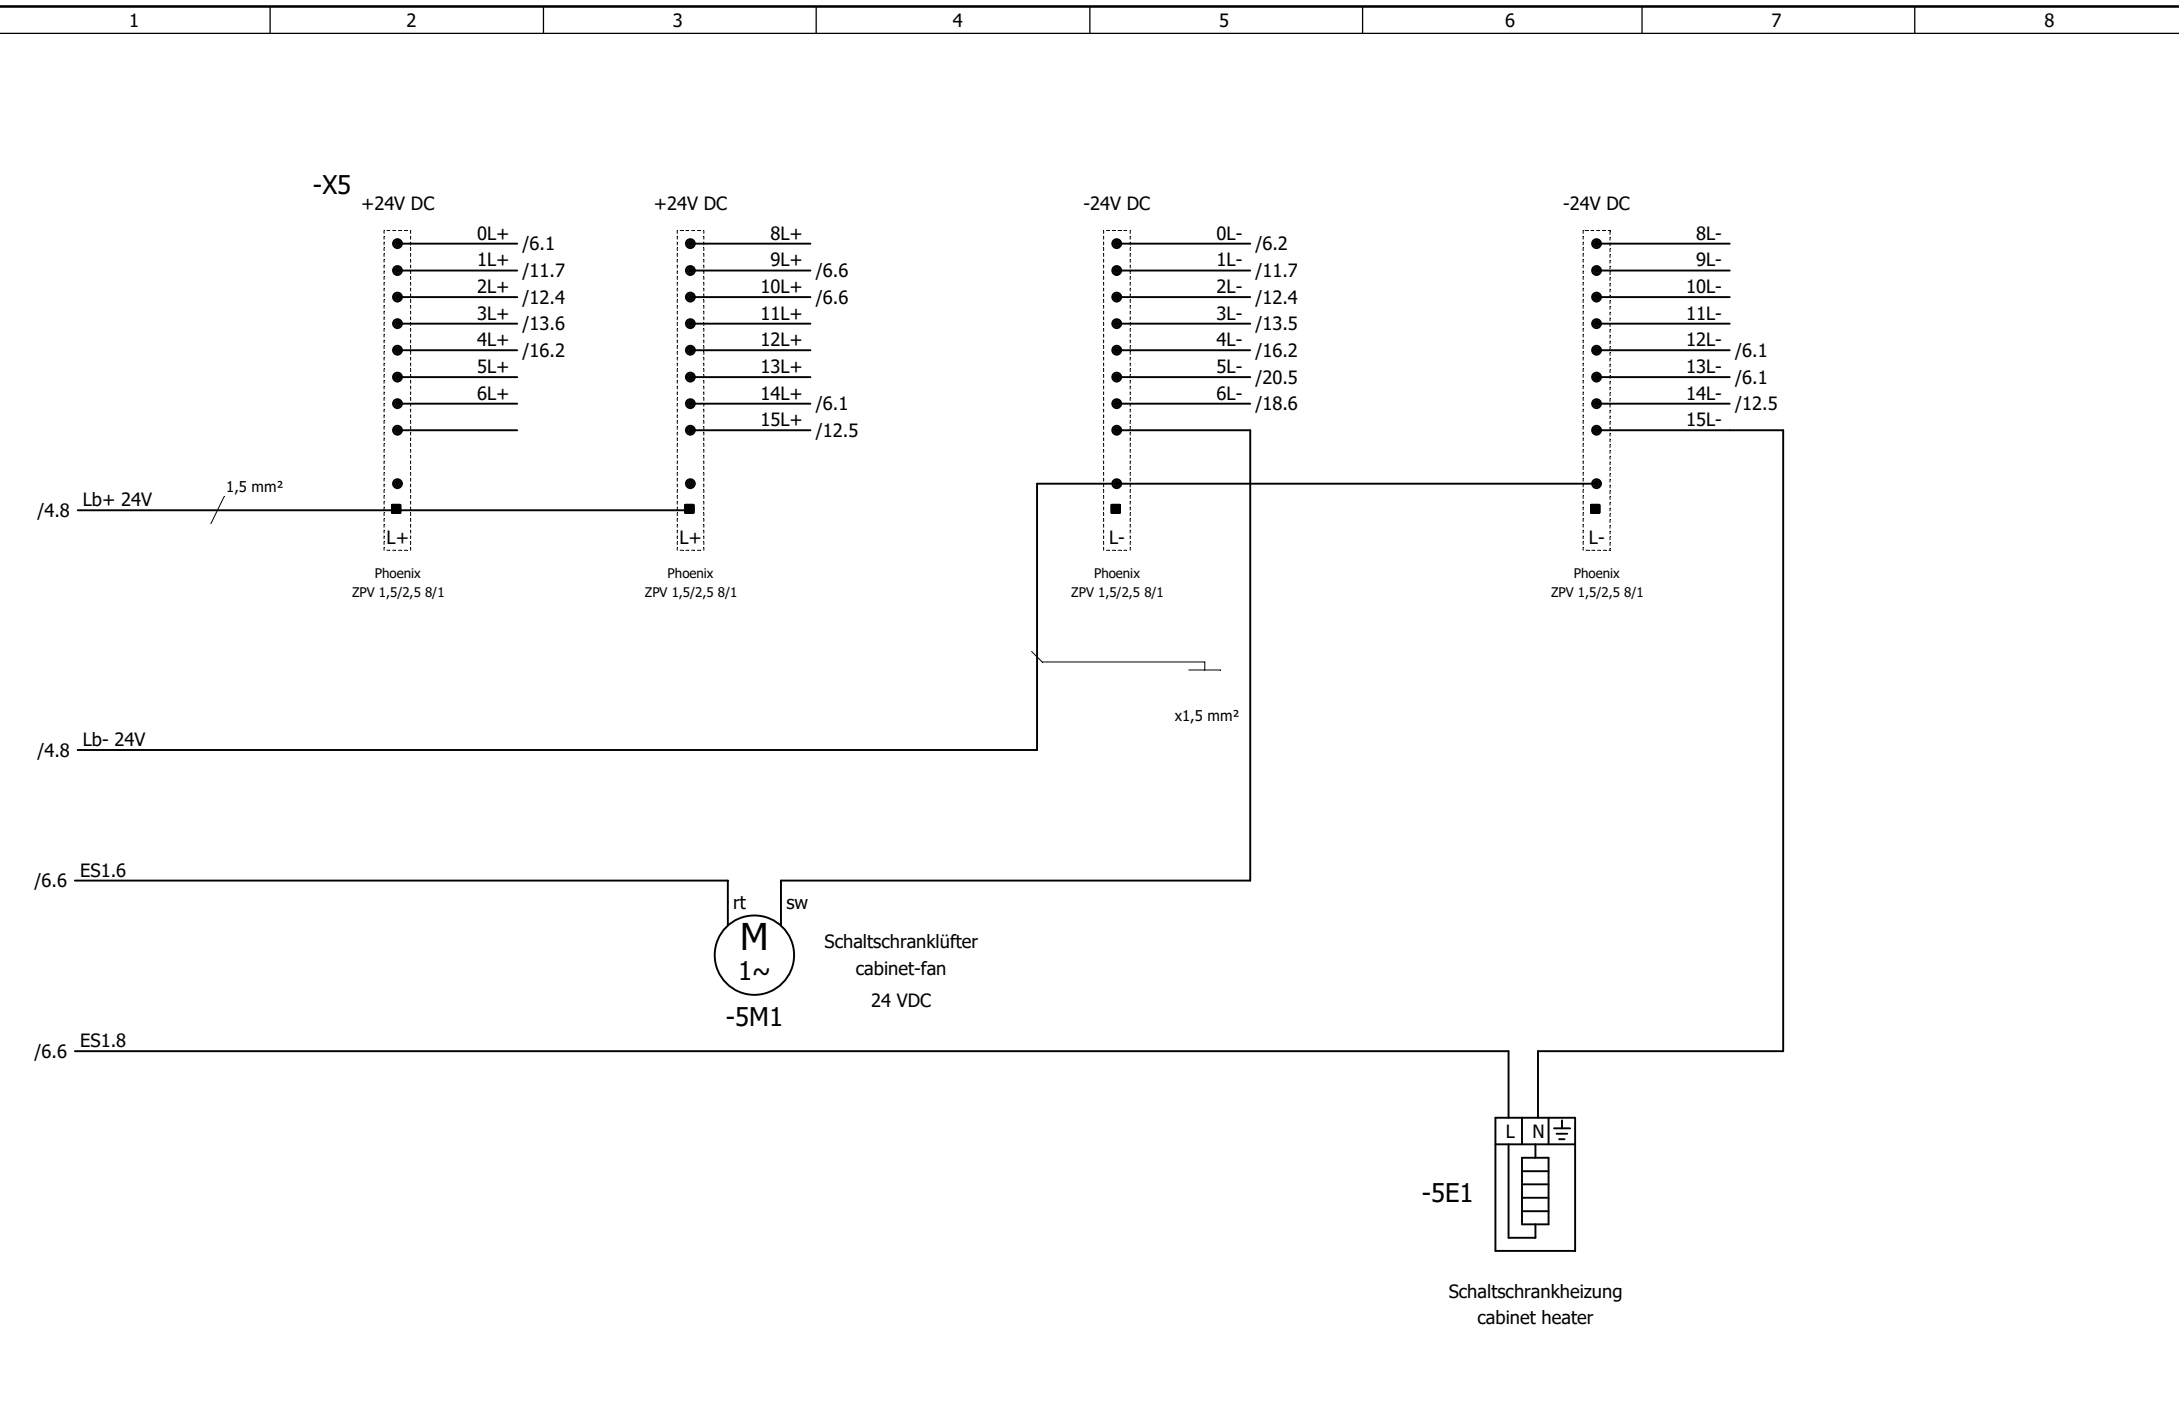 1 2 3 4 5 6 7 8
-X5
+24V DC +24V DC -24V DC -24V DC
0L+ /6.1 8L+ 0L- /6.2 8L-
1L+ /11.7 9L+ /6.6 1L- /11.7 9L-
2L+ /12.4 10L+ /6.6 2L- /12.4 10L-
3L+ /13.6 11L+ 3L- /13.5 11L-
4L+ /16.2 12L+ 4L- /16.2 12L- /6.1
5L+ 13L+ 5L- /20.5 13L- /6.1
6L+ 14L+ /6.1 6L- /18.6 14L- /12.5
15L+ /12.5 15L-
1,5 mm²
/4.8 Lb+ 24V
L+ L+ L- L-
Phoenix Phoenix Phoenix Phoenix
ZPV 1,5/2,5 8/1 ZPV 1,5/2,5 8/1 ZPV 1,5/2,5 8/1 ZPV 1,5/2,5 8/1
x1,5 mm²
/4.8 Lb- 24V
/6.6 ES1.6
rt sw
M
1~
Schaltschranklüfter
cabinet-fan
24 VDC
-5M1
/6.6 ES1.8
L N
-5E1
Schaltschrankheizung
cabinet heater